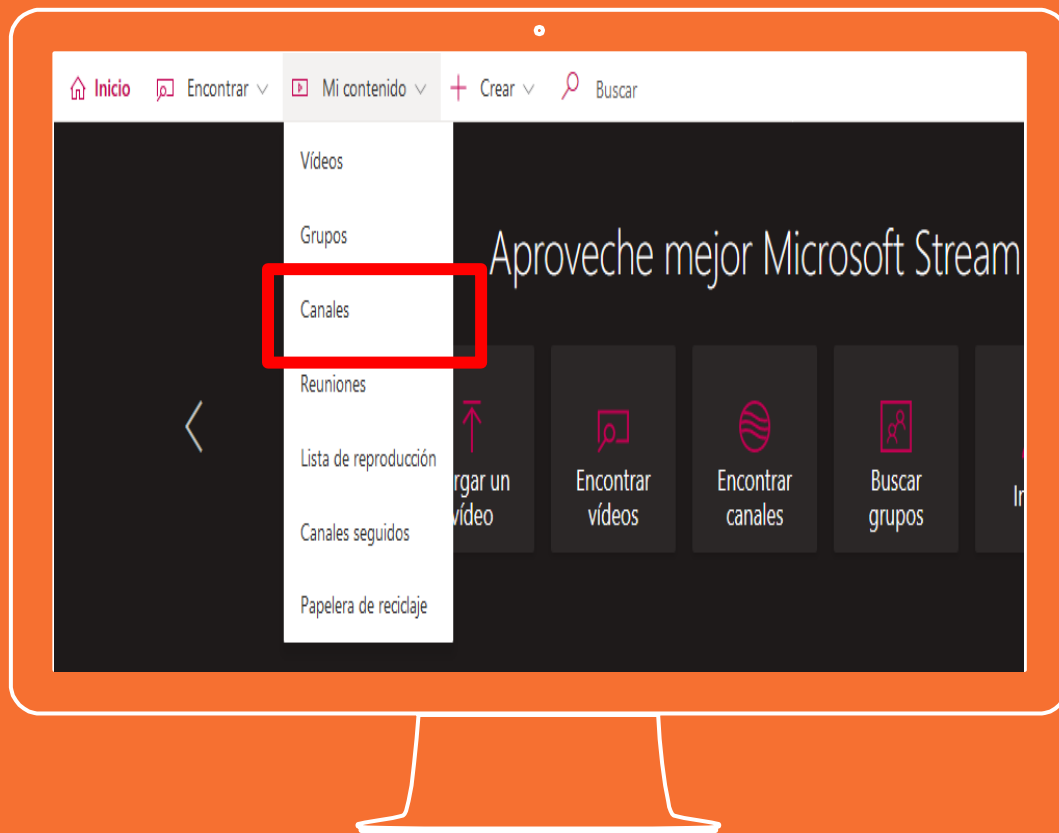 Inicio Encontrar Mi contenido Crear Buscar
Vídeos
Grupos
Canales
Reuniones
Lista de reproducción
Canales seguidos
Papelera de reciclaje
Aproveche mejor Microsoft Stream
rgar un
vídeo
Encontrar
vídeos
Encontrar
canales
Buscar
grupos